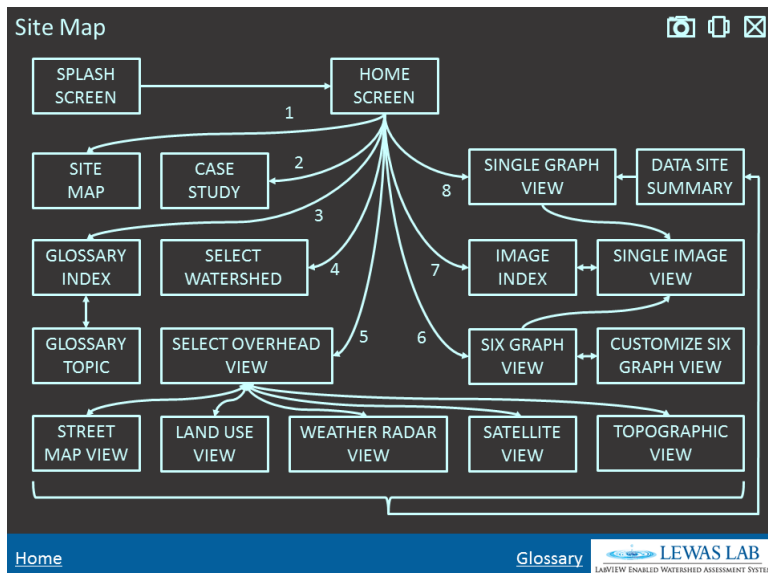 Site Map
SPLASH
SCREEN
HOME
SCREEN
1
SITE
MAP
CASE
STUDY
2
8
SINGLE GRAPH
VIEW
DATA SITE
SUMMARY
3
GLOSSARY
INDEX
SELECT
WATERSHED
4
7
IMAGE
INDEX
SINGLE IMAGE
VIEW
GLOSSARY
TOPIC
SELECT OVERHEAD
VIEW
5
6
SIX GRAPH
VIEW
CUSTOMIZE SIX
GRAPH VIEW
STREET
MAP VIEW
LAND USE
VIEW
WEATHER RADAR
VIEW
SATELLITE
VIEW
TOPOGRAPHIC
VIEW
Home
Glossary
LEWAS LAB
LABVIEW ENABLED WATERSHED ASSESSMENT SYSTE